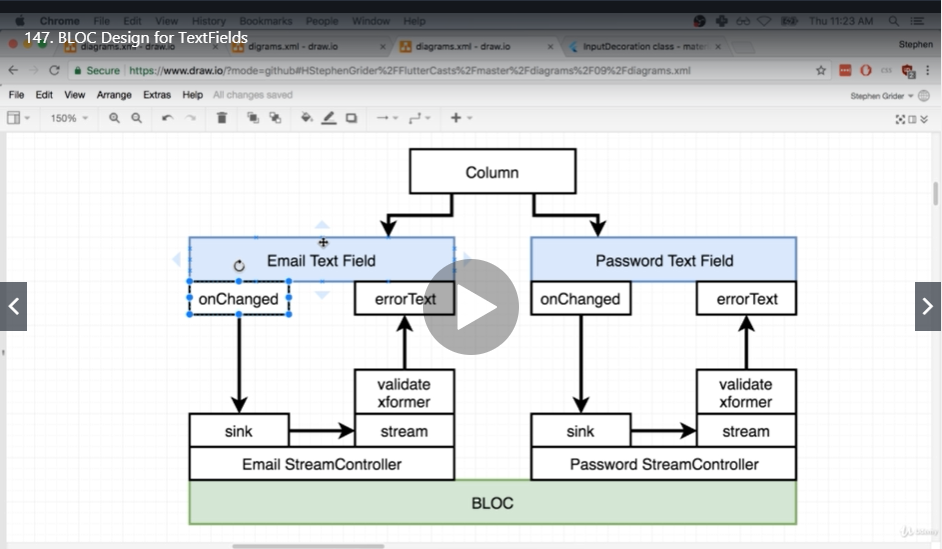 Chrome File Edit View History Bookmarks People Window Help Thu 11:23 AM
147. BLOC Design for TextFields
diagrams.xml - draw.io digrams.xml - draw.io diagrams.xml - draw.io InputDecoration class - mater Stephen
Secure https://www.draw.io/?mode=github#HStephenGrider%2FFlutterCasts%2Fmaster%2Fdiagrams%2F09%2Fdiagrams.xml
File Edit View Arrange Extras Help All changes saved Stephen Grider
150%
Column
Email Text Field Password Text Field
onChanged errorText onChanged errorText
validate validate
xformer xformer
sink stream sink stream
Email StreamController Password StreamController
BLOC
Udemy